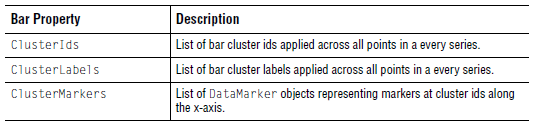 Bar Property Description
ClusterIds List of bar cluster ids applied across all points in a every series.
ClusterLabels List of bar cluster labels applied across all points in a every series.
ClusterMarkers List of DataMarker objects representing markers at cluster ids along
the x-axis.